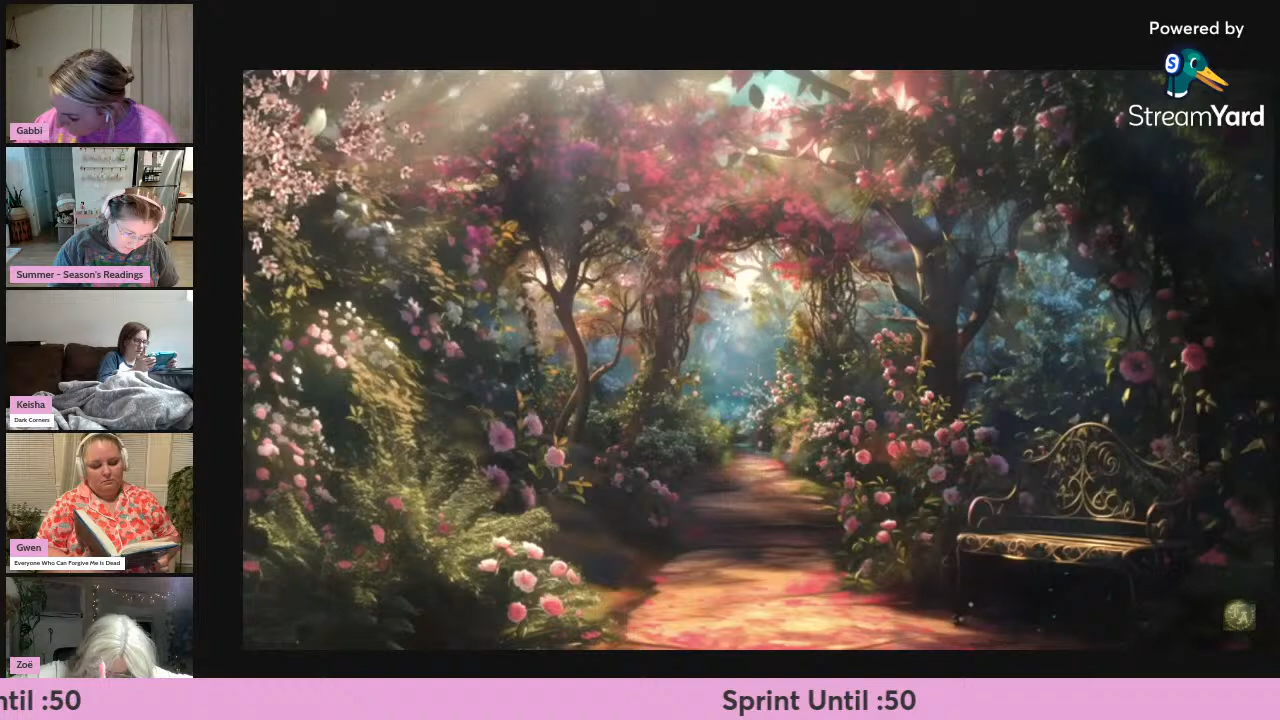 Powered by
S
StreamYard
Gabbi
Summer - Season's Readings
Keisha
Dark Corners
Gwen
Everyone Who Can Forgive Me Is Dead
Zoë
ntil :50
Sprint Until :50